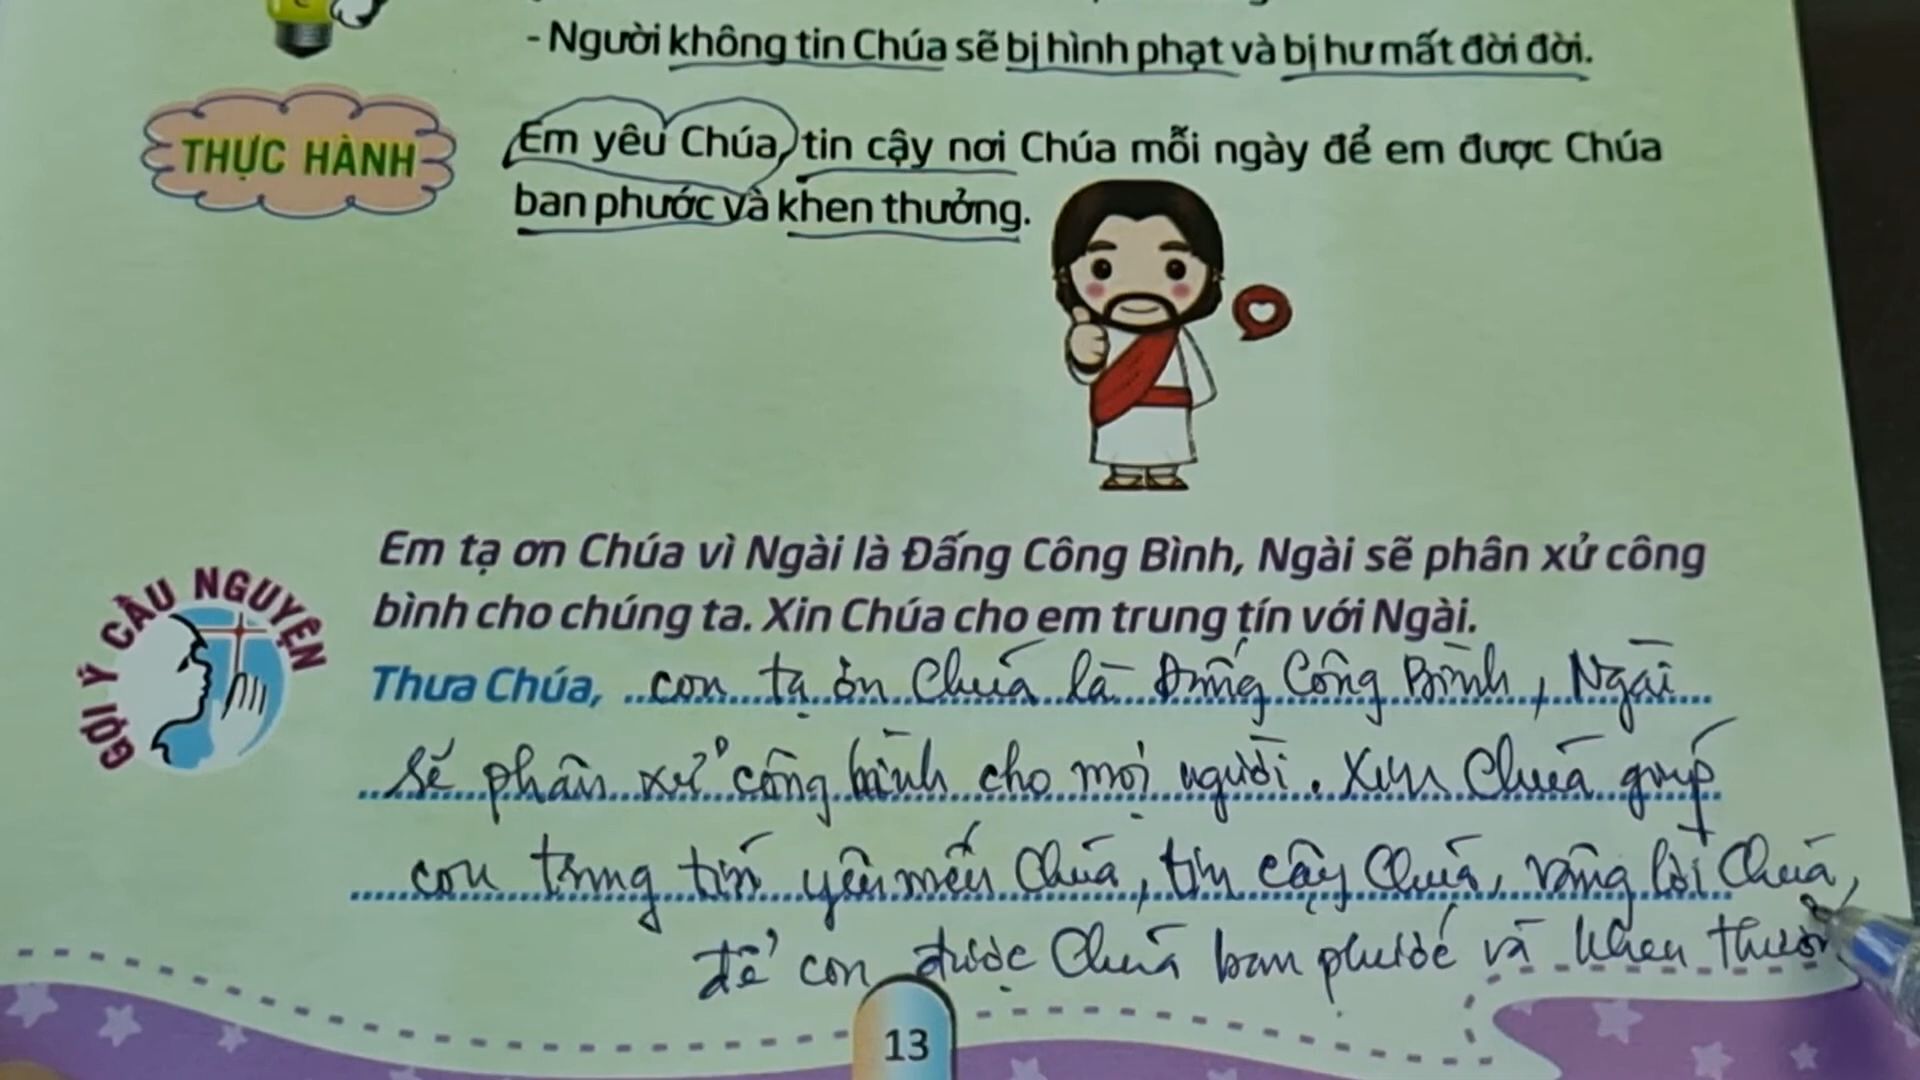 - Người không tin Chúa sẽ bị hình phạt và bị hư mất đời đời.
THỰC HÀNH
Em yêu Chúa, tin cậy nơi Chúa mỗi ngày để em được Chúa
ban phước và khen thưởng.
GỢI Ý CẦU NGUYỆN
Em tạ ơn Chúa vì Ngài là Đấng Công Bình, Ngài sẽ phân xử công
bình cho chúng ta. Xin Chúa cho em trung tín với Ngài.
Thưa Chúa, con tạ ơn Chúa là Đấng Công Bình, Ngài
sẽ phân xử công bình cho mọi người. Xin Chúa giúp
con trung tín yêu mến Chúa, tin cậy Chúa, vâng lời Chúa,
để con được Chúa ban phước và khen thưởn
13